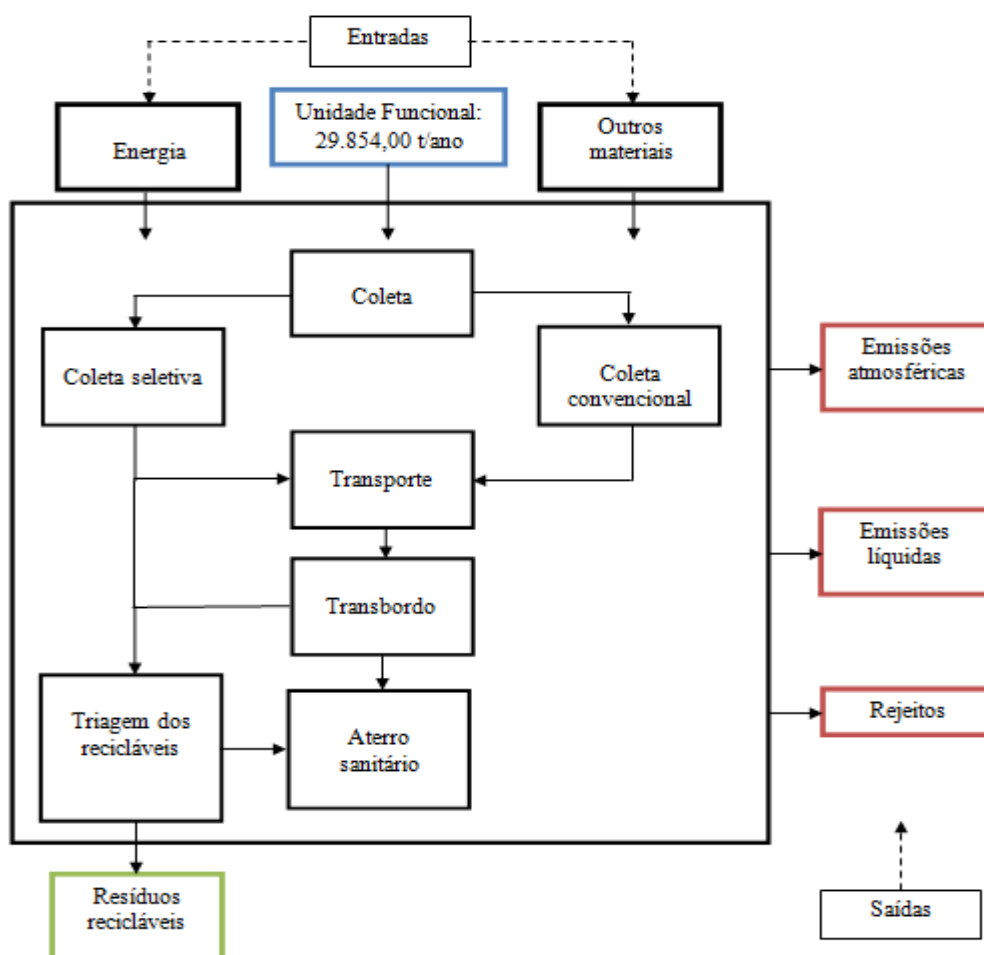 Entradas
Energia
Unidade Funcional:
29.854,00 t/ano
Outros
materiais
Coleta
Coleta seletiva
Coleta
convencional
Emissões
atmosféricas
Transporte
Emissões
líquidas
Transbordo
Triagem dos
recicláveis
Aterro
sanitário
Rejeitos
Resíduos
recicláveis
Saídas